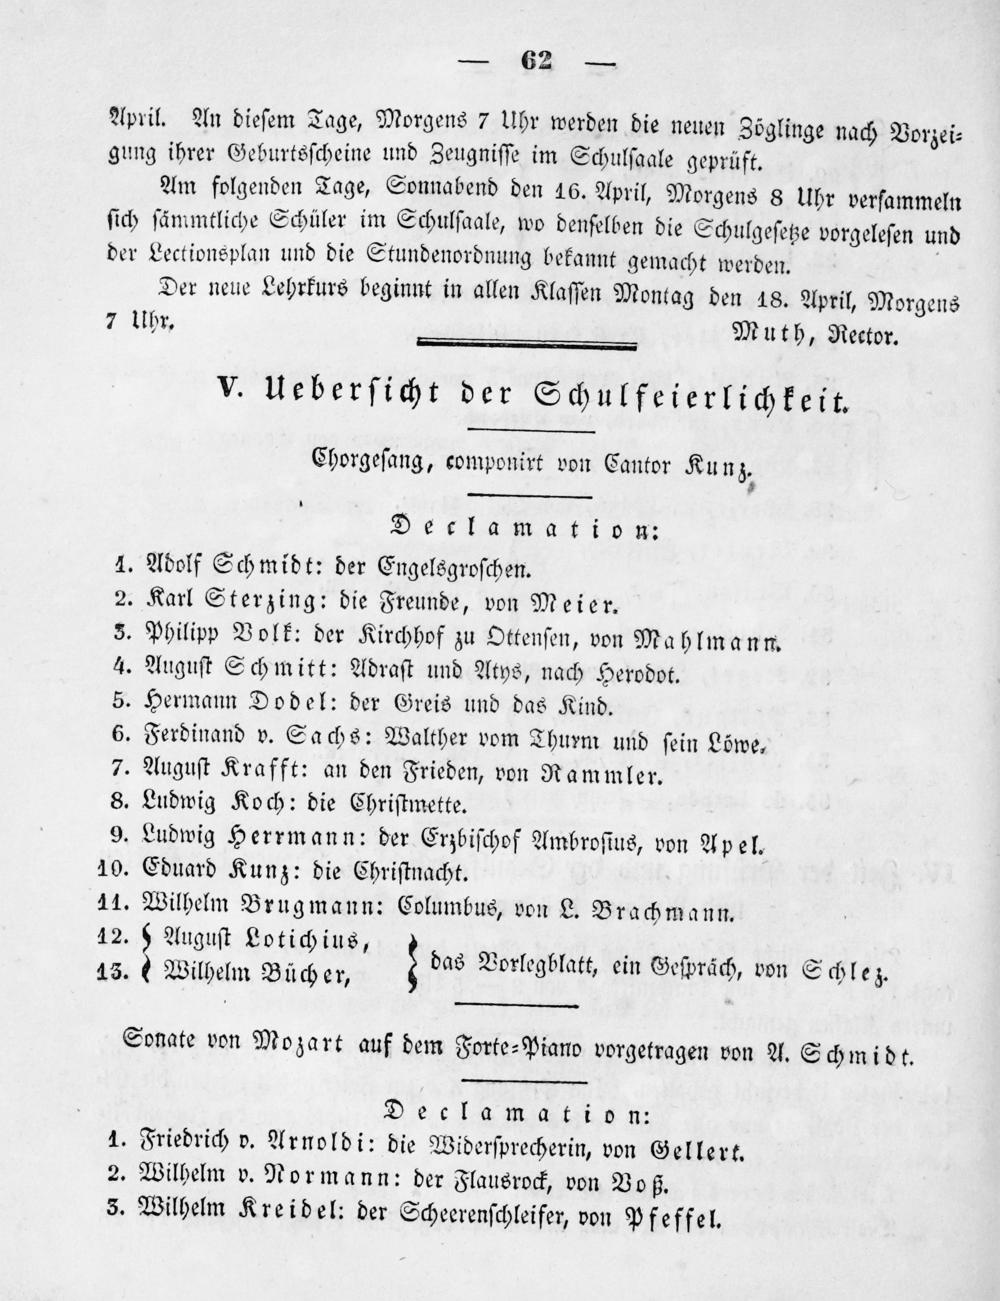 — 62 —
April. An diesem Tage, Morgens 7 Uhr werden die neuen Zöglinge nach Vorzei-
gung ihrer Geburtsscheine und Zeugnisse im Schulsaale geprüft.
Am folgenden Tage, Sonnabend den 16. April, Morgens 8 Uhr versammeln
sich sämmtliche Schüler im Schulsaale, wo denselben die Schulgesetze vorgelesen und
der Lectionsplan und die Stundenordnung bekannt gemacht werden.
Der neue Lehrkurs beginnt in allen Klassen Montag den 18. April, Morgens
7 Uhr.
Muth, Rector.
V. Uebersicht der Schulfeierlichkeit.
Chorgesang, componirt von Cantor Kunz.
Declamation:
1. Adolf Schmidt: der Engelsgroschen.
2. Karl Sterzing: die Freunde, von Meier.
3. Philipp Volk: der Kirchhof zu Ottensen, von Mahlmann.
4. August Schmitt: Adrast und Atys, nach Herodot.
5. Hermann Dodel: der Greis und das Kind.
6. Ferdinand v. Sachs: Walther vom Thurm und sein Löwe.
7. August Krafft: an den Frieden, von Rammler.
8. Ludwig Koch: die Christmette.
9. Ludwig Herrmann: der Erzbischof Ambrosius, von Apel.
10. Eduard Kunz: die Christnacht.
11. Wilhelm Brugmann: Columbus, von L. Brachmann.
12. August Lotichius,
13. Wilhelm Bücher,
das Vorlegblatt, ein Gespräch, von Schlez.
Sonate von Mozart auf dem Forte-Piano vorgetragen von A. Schmidt.
Declamation:
1. Friedrich v. Arnoldi: die Widersprecherin, von Gellert.
2. Wilhelm v. Normann: der Flausrock, von Voß.
3. Wilhelm Kreidel: der Scheerenschleifer, von Pfeffel.